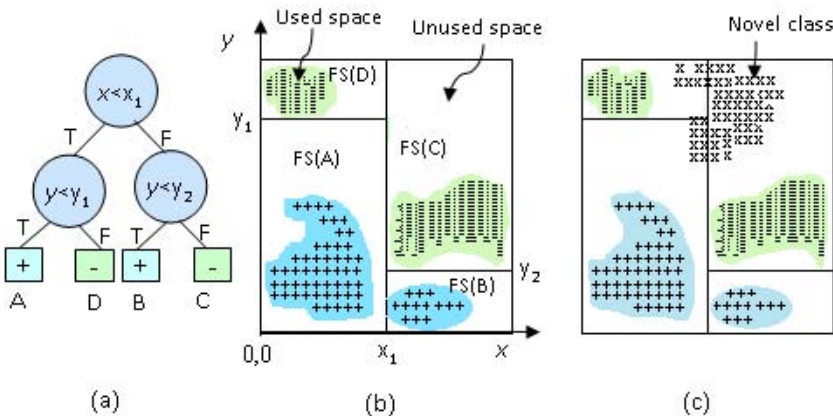 x<x1
T
F
y<y1
y<y2
T
F
T
F
+
-
+
-
A
D
B
C
(a)
y
Used space
Unused space
FS(D)
y1
FS(A)
FS(C)
y2
FS(B)
0,0
x1
x
(b)
Novel class
(c)